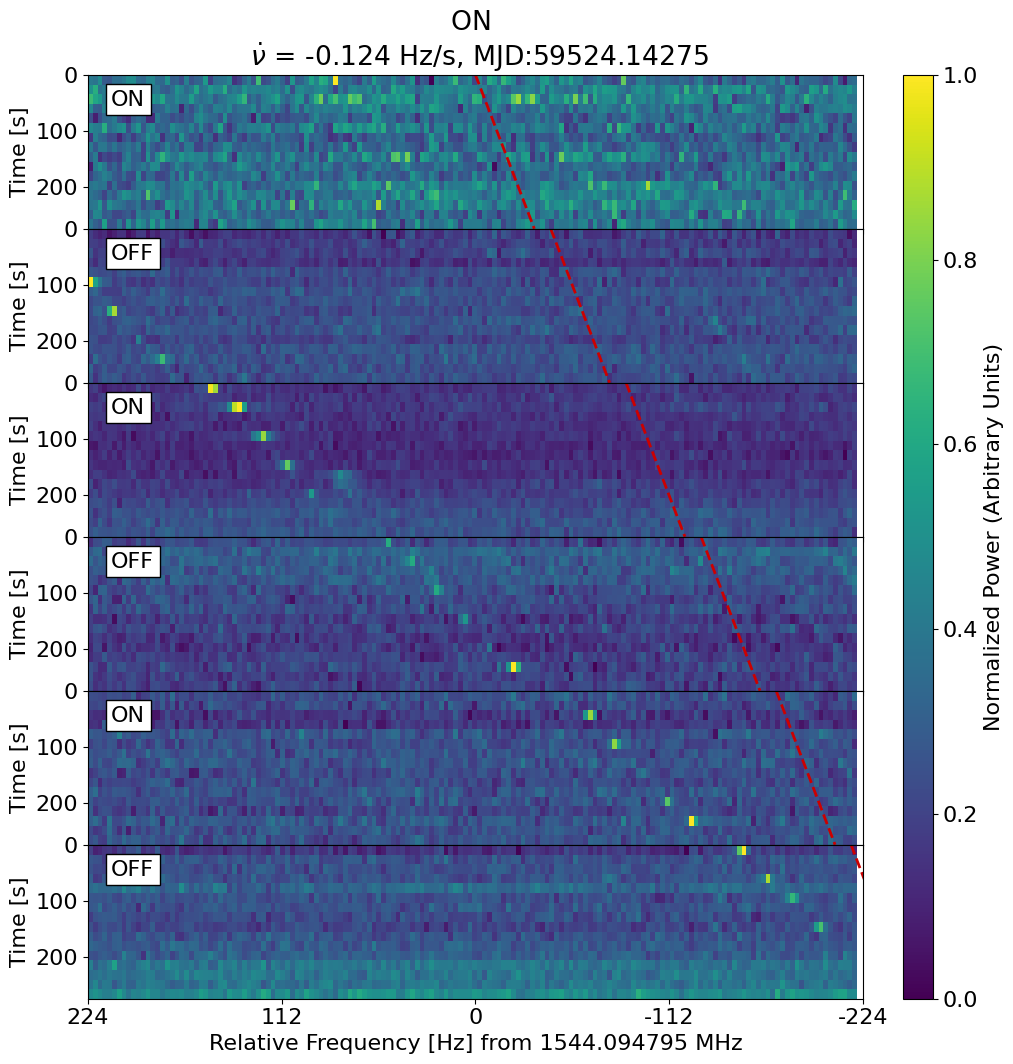 ON
ν̇ = -0.124 Hz/s, MJD:59524.14275
0
100
200
Time [s]
ON
0
100
200
Time [s]
OFF
0
100
200
Time [s]
ON
0
100
200
Time [s]
OFF
0
100
200
Time [s]
ON
0
100
200
Time [s]
OFF
224
112
0
-112
-224
Relative Frequency [Hz] from 1544.094795 MHz
1.0
0.8
0.6
0.4
0.2
0.0
Normalized Power (Arbitrary Units)